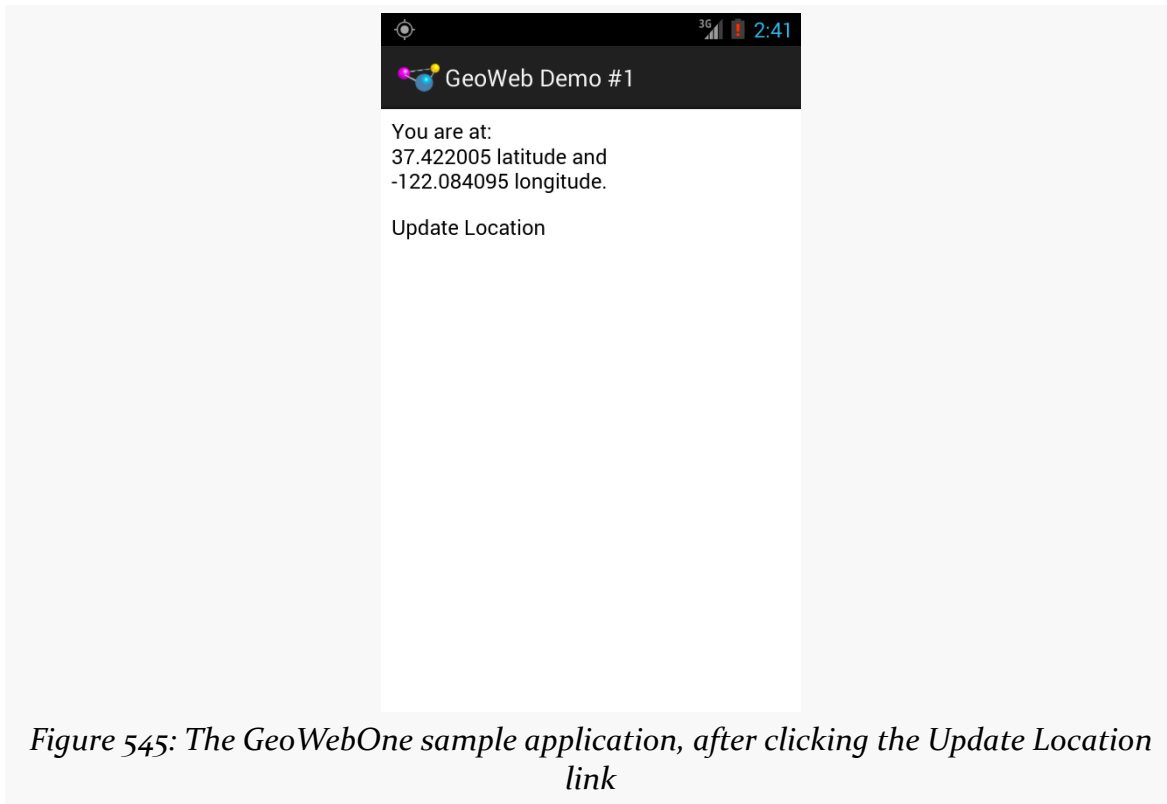 3G 2:41
GeoWeb Demo #1
You are at:
37.422005 latitude and
-122.084095 longitude.
Update Location
Figure 545: The GeoWebOne sample application, after clicking the Update Location
link